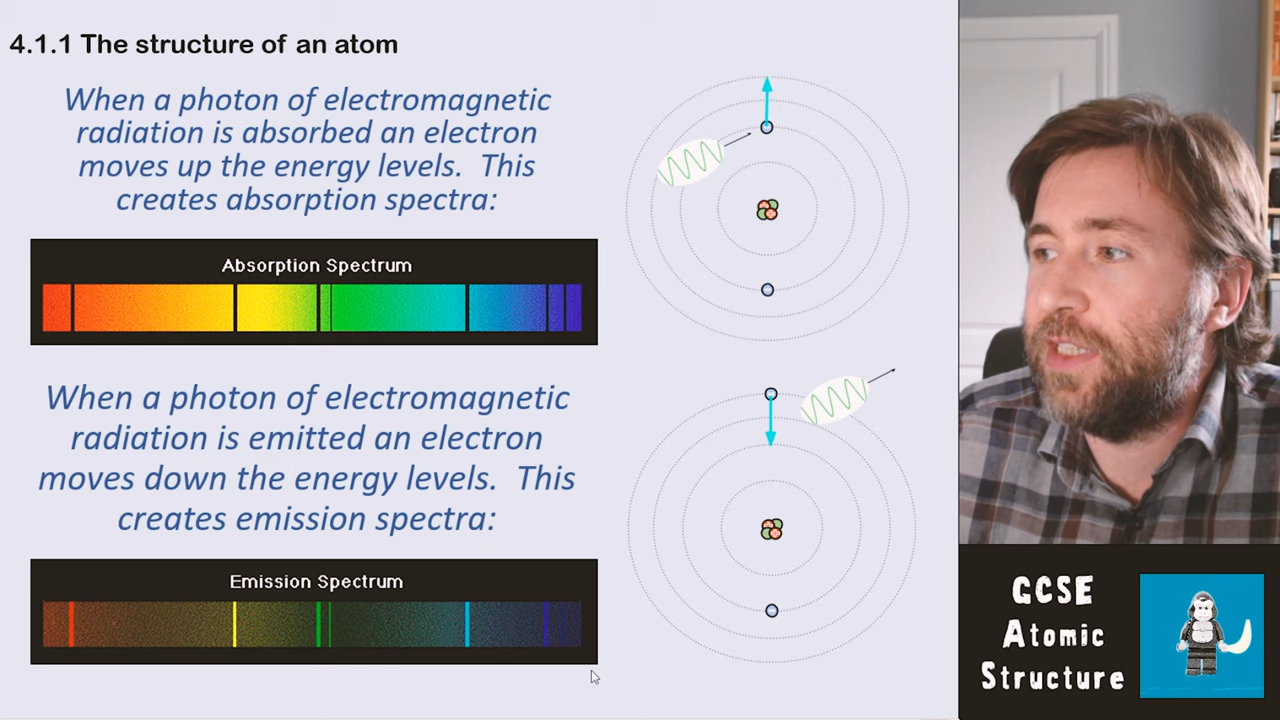 4.1.1 The structure of an atom
When a photon of electromagnetic
radiation is absorbed an electron
moves up the energy levels.  This
creates absorption spectra:
Absorption Spectrum
When a photon of electromagnetic
radiation is emitted an electron
moves down the energy levels.  This
creates emission spectra:
Emission Spectrum
GCSE
Atomic
Structure